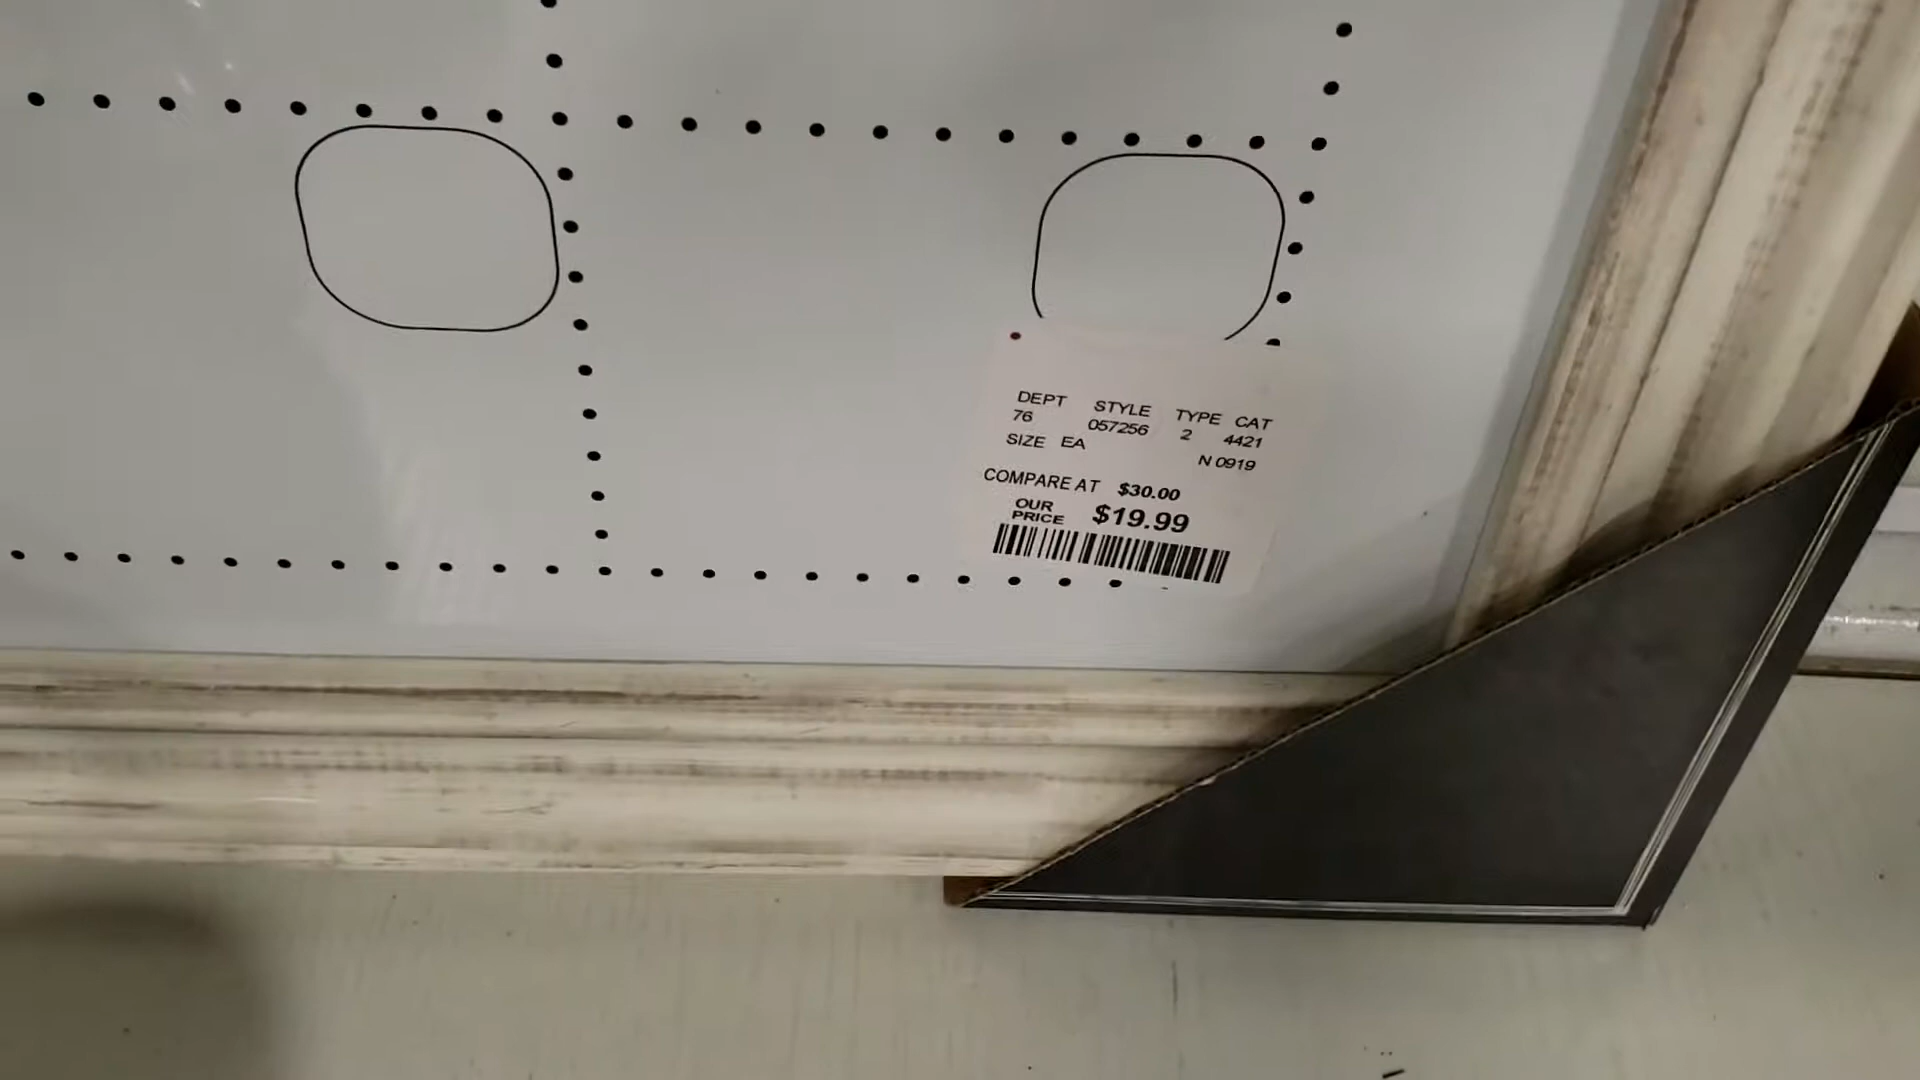 DEPT STYLE TYPE CAT
76 057256 2 4421
SIZE EA
N 0919
COMPARE AT $30.00
OUR PRICE $19.99